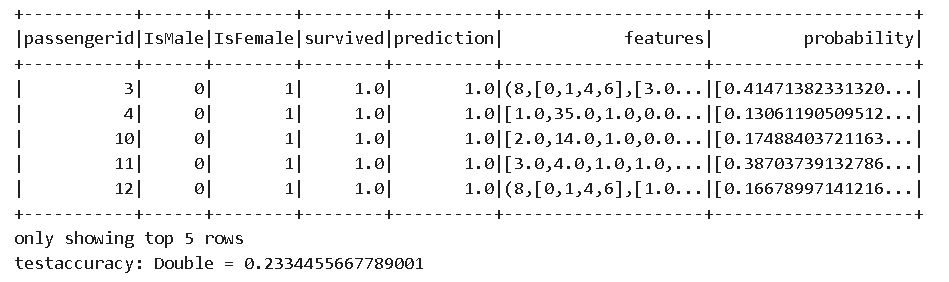 +-----------+------+--------+--------+----------+--------------------+--------------------+
|passengerid|IsMale|IsFemale|survived|prediction|            features|         probability|
+-----------+------+--------+--------+----------+--------------------+--------------------+
|          3|     0|       1|     1.0|       1.0|(8,[0,1,4,6],[3.0...|[0.41471382331320...|
|          4|     0|       1|     1.0|       1.0|[1.0,35.0,1.0,0.0...|[0.13061190509512...|
|         10|     0|       1|     1.0|       1.0|[2.0,14.0,1.0,0.0...|[0.17488403721163...|
|         11|     0|       1|     1.0|       1.0|[3.0,4.0,1.0,1.0,...|[0.38703739132786...|
|         12|     0|       1|     1.0|       1.0|(8,[0,1,4,6],[1.0...|[0.16678997141216...|
+-----------+------+--------+--------+----------+--------------------+--------------------+
only showing top 5 rows
testaccuracy: Double = 0.2334455667789001